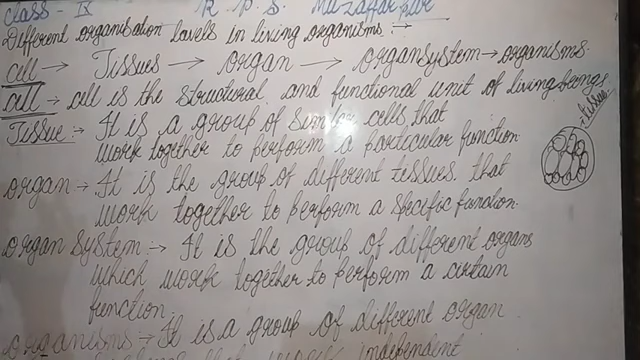 Class - IX R. P. S. Muzaffar
Different organisation levels in living organisms :→
Cell → Tissues → organ → organsystem → organisms.
Cell → cell is the structural and functional unit of living beings
Tissue :- It is a group of similar cells that
work together to perform a particular function.
tissue
organ → It is the group of different tissues that
work together to perform a specific function.
organ system :→ It is the group of different organs
which work together to perform a certain
function.
organisms → It is a group of different organ
that work independent